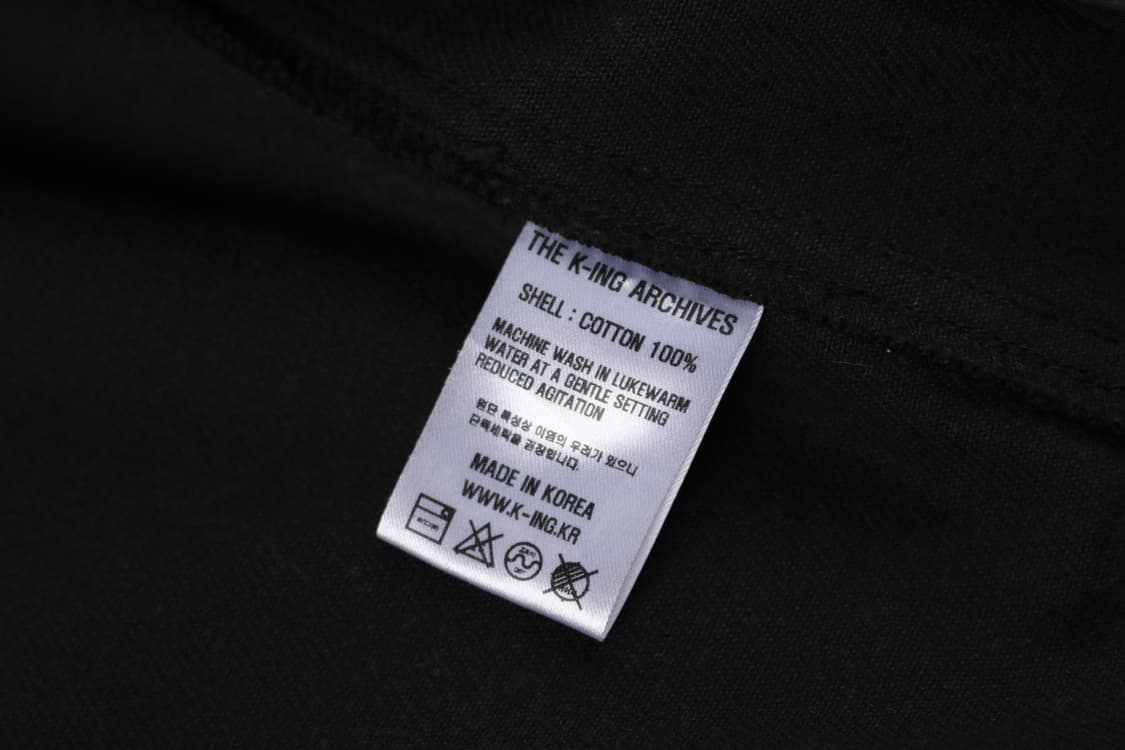 THE K-ING ARCHIVES
SHELL : COTTON 100%
MACHINE WASH IN LUKEWARM
WATER AT A GENTLE SETTING
REDUCED AGITATION
원단 특성상 이염의 우려가 있으니
단독세탁을 권장합니다.
MADE IN KOREA
WWW.K-ING.KR